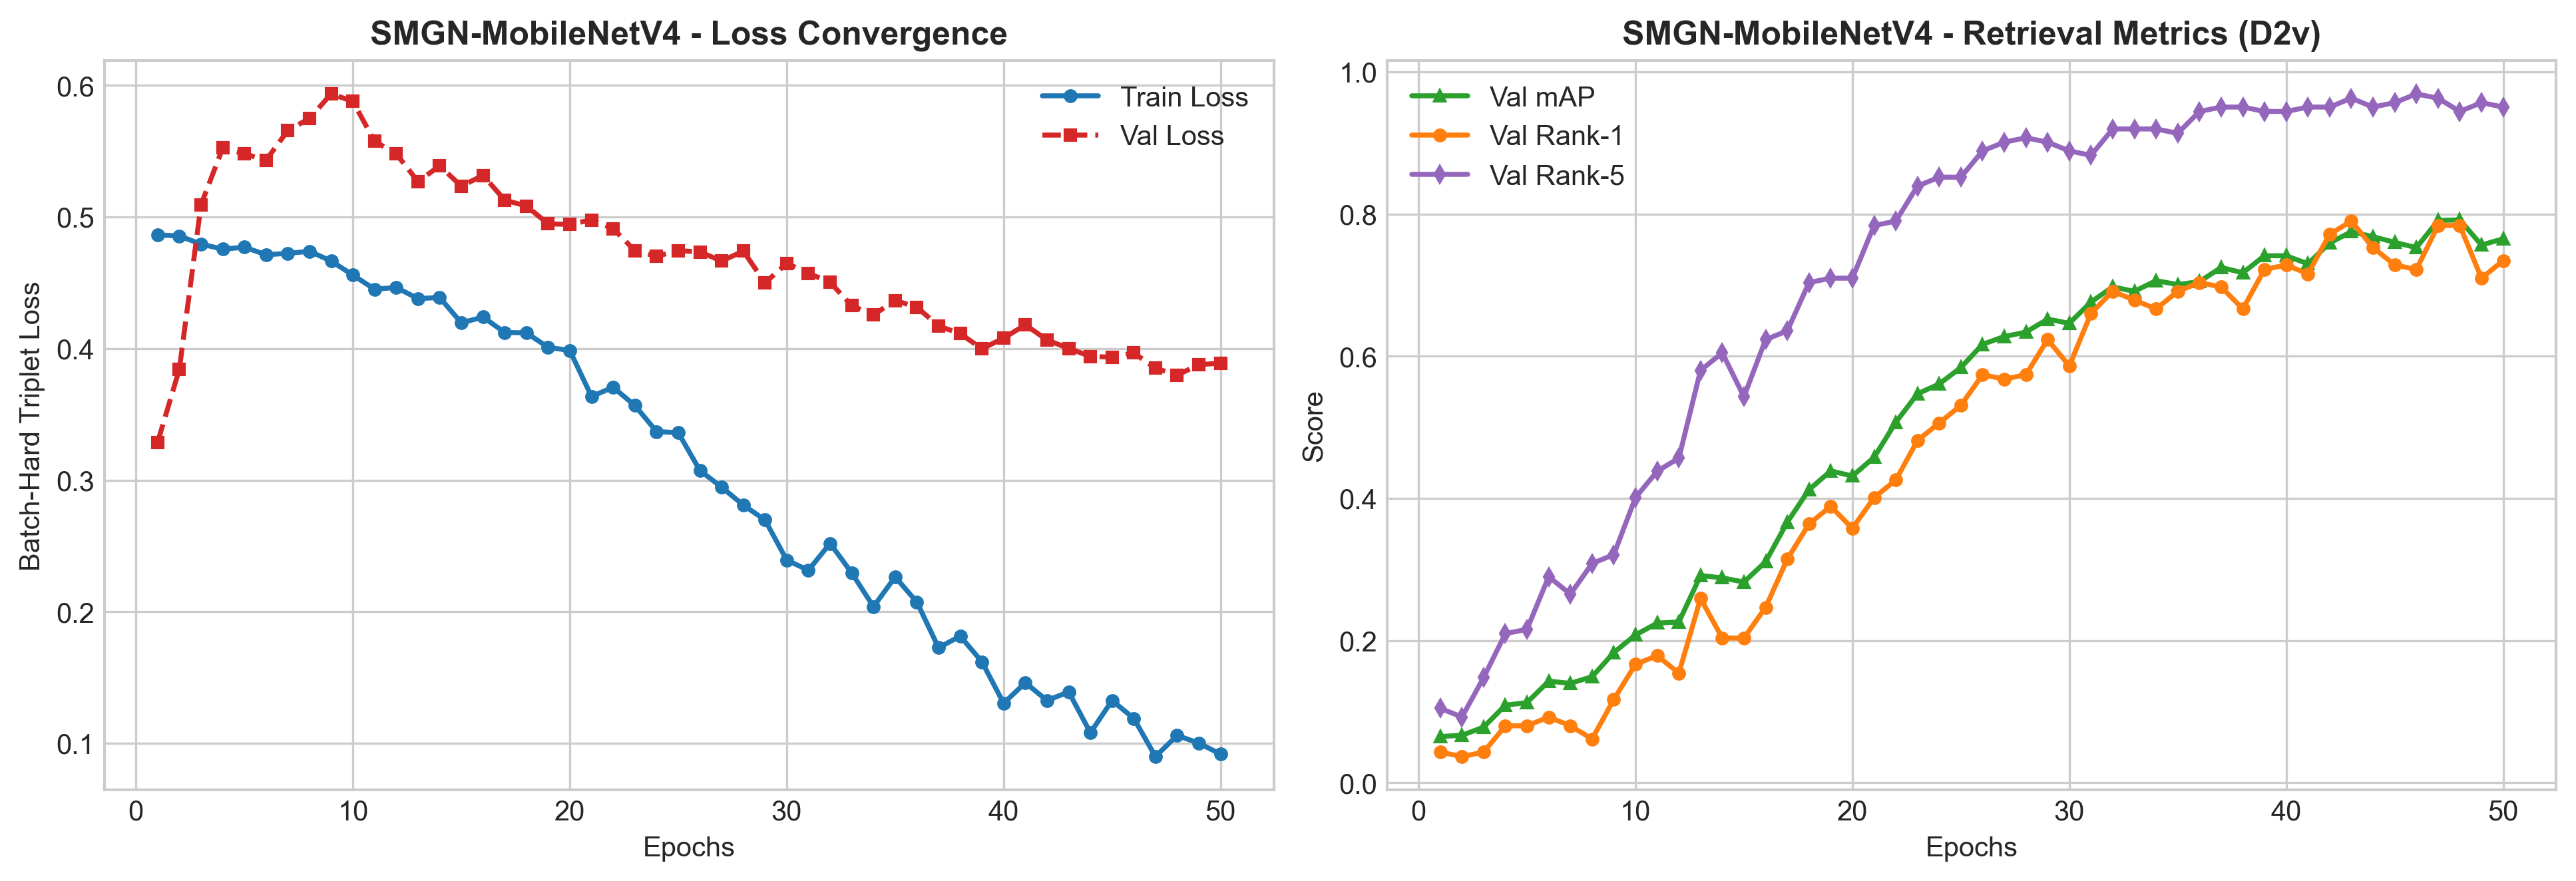 SMGN-MobileNetV4 - Loss Convergence
Batch-Hard Triplet Loss
0.6
0.5
0.4
0.3
0.2
0.1
Train Loss
Val Loss
0 10 20 30 40 50
Epochs
SMGN-MobileNetV4 - Retrieval Metrics (D2v)
Score
1.0
0.8
0.6
0.4
0.2
0.0
Val mAP
Val Rank-1
Val Rank-5
0 10 20 30 40 50
Epochs